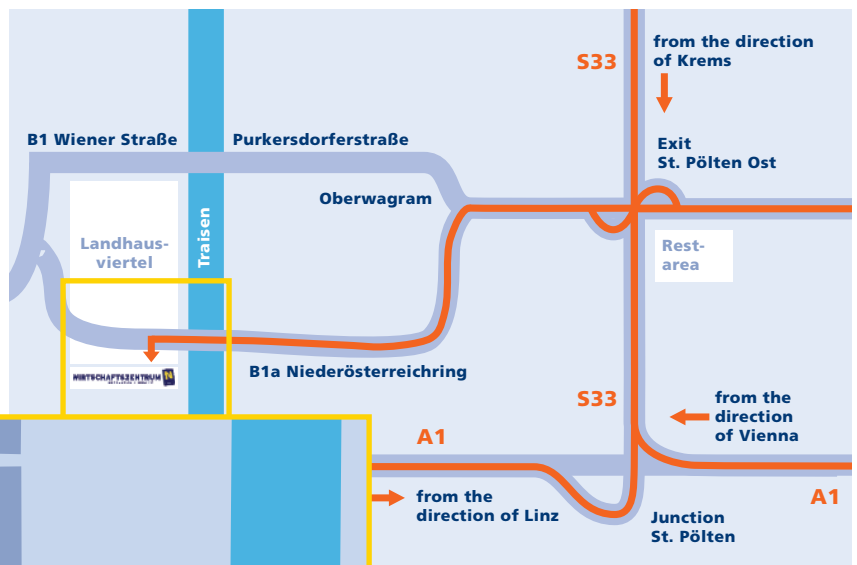 S33
from the direction
of Krems
B1 Wiener Straße
Purkersdorferstraße
Exit
St. Pölten Ost
Oberwagram
Landhaus-
viertel
Traisen
Rest-
area
B1a Niederösterreichring
WIRTSCHAFTSZENTRUM
S33
from the
direction
of Vienna
A1
from the
direction of Linz
A1
Junction
St. Pölten